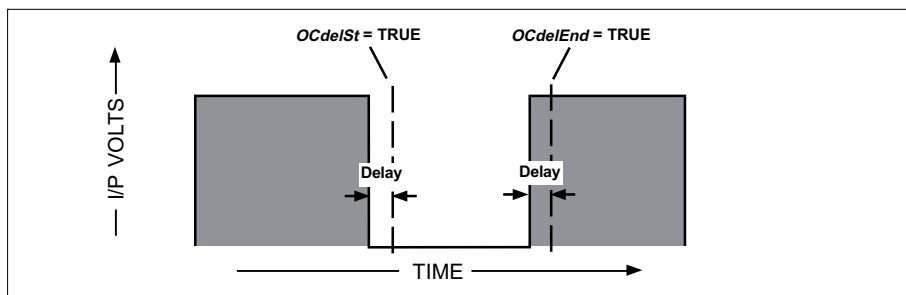 OCdelSt = TRUE
OCdelEnd = TRUE
I/P VOLTS
Delay
Delay
TIME